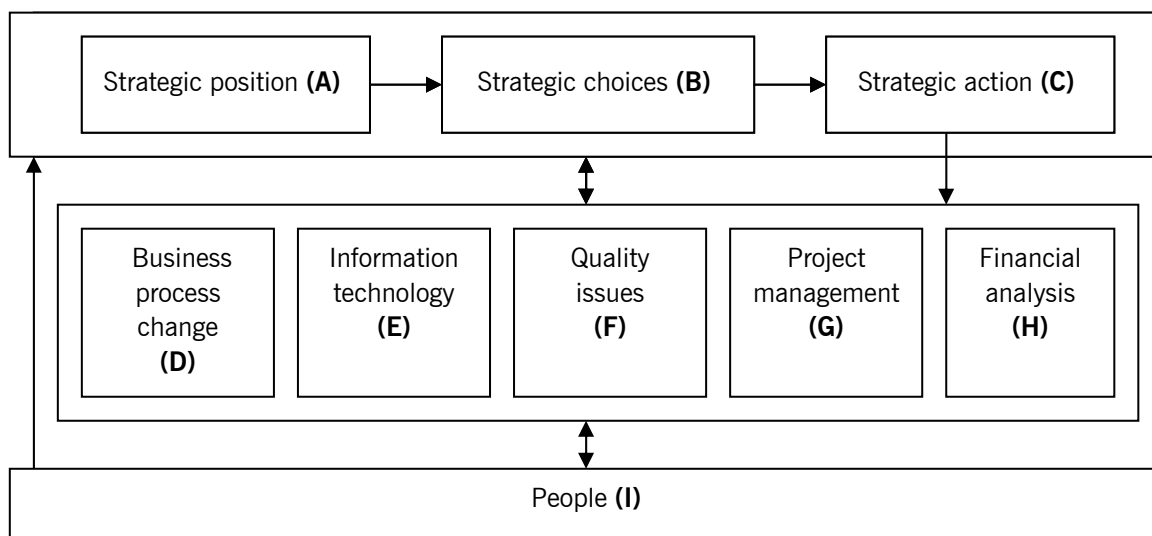 Strategic position (A)
Strategic choices (B)
Strategic action (C)
Business
process
change
(D)
Information
technology
(E)
Quality
issues
(F)
Project
management
(G)
Financial
analysis
(H)
People (I)